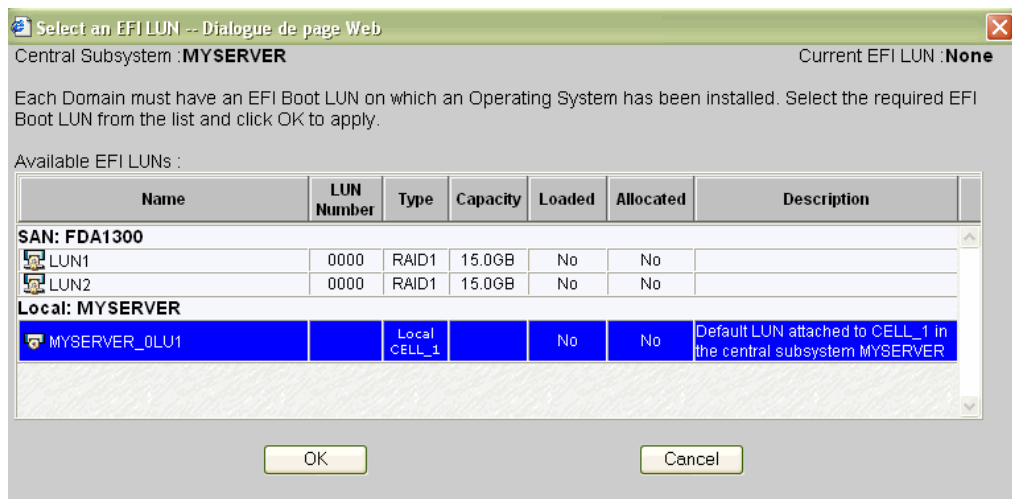 Select an EFI LUN -- Dialogue de page Web
Central Subsystem :MYSERVER Current EFI LUN :None
Each Domain must have an EFI Boot LUN on which an Operating System has been installed. Select the required EFI
Boot LUN from the list and click OK to apply.
Available EFI LUNs :
Name LUN Number Type Capacity Loaded Allocated Description
SAN: FDA1300
LUN1 0000 RAID1 15.0GB No No
LUN2 0000 RAID1 15.0GB No No
Local: MYSERVER
MYSERVER_0LU1 Local CELL_1 No No Default LUN attached to CELL_1 in the central subsystem MYSERVER
OK Cancel